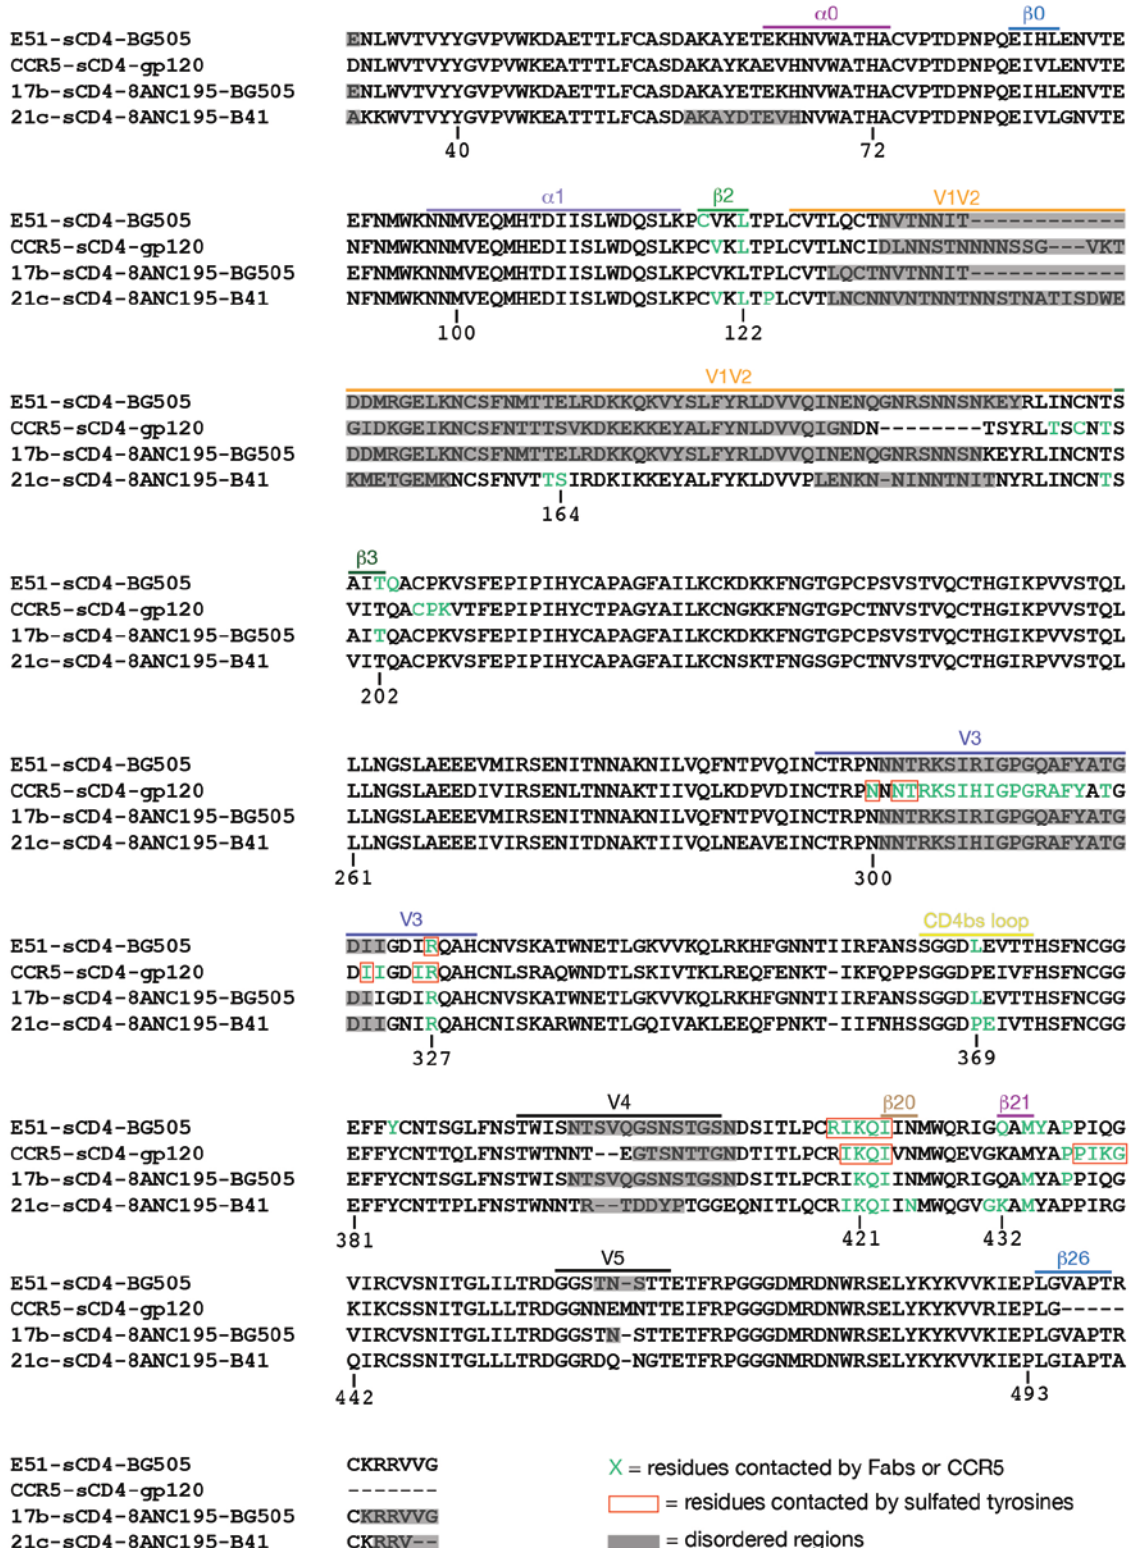 α0 β0
E51-sCD4-BG505 ENLWVTVYYGVPVWKDAETTLFCASDAKAYETEKHNVWATHACVPTDPNPQEIHLENVTE
CCR5-sCD4-gp120 DNLWVTVYYGVPVWKEATTTLFCASDAKAYKAEVHNVWATHACVPTDPNPQEIVLENVTE
17b-sCD4-8ANC195-BG505 ENLWVTVYYGVPVWKDAETTLFCASDAKAYETEKHNVWATHACVPTDPNPQEIHLENVTE
21c-sCD4-8ANC195-B41 AKKWVTVYYGVPVWKEATTTLFCASDAKAYDTEVHNVWATHACVPTDPNPQEIVLGNVTE
40 72
α1 β2 V1V2
E51-sCD4-BG505 EFNMWKNNMVEQMHTDIISLWDQSLKPCVKLTPLCVTLQCTNVTNNIT------------
CCR5-sCD4-gp120 NFNMWKNNMVEQMHTDIISLWDQSLKPCVKLTPLCVTLNCIDLNNSTNNNNSSG---VKT
17b-sCD4-8ANC195-BG505 EFNMWKNNMVEQMHTDIISLWDQSLKPCVKLTPLCVTLQCTNVTNNIT------------
21c-sCD4-8ANC195-B41 NFNMWKNNMVEQMHEDIISLWDQSLKPCVKLTPLCVTLNCNNVNTNNTNNSTNATISDWE
100 122
V1V2
E51-sCD4-BG505 DDMRGELKNCSFNMTTELRDKKQKVYSLFYRLDVVQINENQGNRSNNSNKEYRLINCNTS
CCR5-sCD4-gp120 GIDKGEIKNCSFNTTTSVKDKEKKEYALFYNLDVVQIGNDN--------TSYRLTSCNTS
17b-sCD4-8ANC195-BG505 DDMRGELKNCSFNMTTELRDKKQKVYSLFYRLDVVQINENQGNRSNNSNKEYRLINCNTS
21c-sCD4-8ANC195-B41 KMETGEMKNCSFNVTTSIRDKIKKEYALFYKLDVVPLENKN-NINNTNITNYRLINCNTS
164
β3
E51-sCD4-BG505 AITQACPKVSFEPIPIHYCAPAGFAILKCKDKKFNGTGPCPSVSTVQCTHGIKPVVSTQL
CCR5-sCD4-gp120 VITQACPKVTFEPIPIHYCTPAGYAILKCNGKKFNGTGPCTNVSTVQCTHGIKPVVSTQL
17b-sCD4-8ANC195-BG505 AITQACPKVSFEPIPIHYCAPAGFAILKCKDKKFNGTGPCPSVSTVQCTHGIKPVVSTQL
21c-sCD4-8ANC195-B41 VITQACPKVSFEPIPIHYCAPAGFAILKCNSKTFNGSGPCTNVSTVQCTHGIRPVVSTQL
202
V3
E51-sCD4-BG505 LLNGSLAEEEVMIRSENITNNAKNILVQFNTPVQINCTRPNNNTRKSIRIGPGQAFYATG
CCR5-sCD4-gp120 LLNGSLAEEDIVIRSENLTNNAKTIIVQLKDPVDINCTRPNNNTRKSIHIGPGRAFYATG
17b-sCD4-8ANC195-BG505 LLNGSLAEEEVMIRSENITNNAKNILVQFNTPVQINCTRPNNNTRKSIRIGPGQAFYATG
21c-sCD4-8ANC195-B41 LLNGSLAEEEIVIRSENITDNAKTIIVQLNEAVEINCTRPNNNTRKSIHIGPGRAFYATG
261 300
V3 CD4bs loop
E51-sCD4-BG505 DIIGDIRQAHCNVSKATWNETLGKVVKQLRKHFGNNTIIRFANSSGGDLEVTTHSFNCGG
CCR5-sCD4-gp120 DIIGDIRQAHCNLSRAQWNDTLSKIVTKLREQFENKT-IKFQPPSGGDPEIVFHSFNCGG
17b-sCD4-8ANC195-BG505 DIIGDIRQAHCNVSKATWNETLGKVVKQLRKHFGNNTIIRFANSSGGDLEVTTHSFNCGG
21c-sCD4-8ANC195-B41 DIIGNIRQAHCNISKARWNETLGQIVAKLEEQFPNKT-IIFNHSSGGDPEIVTHSFNCGG
327 369
V4 β20 β21
E51-sCD4-BG505 EFFYCNTSGLFNSTWISNTSVQGSNSTGSNDSITLPCRIKQIINMWQRIGQAMYAPPIQG
CCR5-sCD4-gp120 EFFYCNTTQLFNSTWTNNT--EGTSNTTGNDTITLPCRIKQIVNMWQEVGKAMYAPPIKG
17b-sCD4-8ANC195-BG505 EFFYCNTSGLFNSTWISNTSVQGSNSTGSNDSITLPCRIKQIINMWQRIGQAMYAPPIQG
21c-sCD4-8ANC195-B41 EFFYCNTTPLFNSTWNNTR--TDDYPTGGEQNITLQCRIKQIINMWQGVGKAMYAPPIRG
381 421 432
V5 β26
E51-sCD4-BG505 VIRCVSNITGLILTRDGGSTN-STTETFRPGGGDMRDNWRSELYKYKVVKIEPLGVAPTR
CCR5-sCD4-gp120 KIKCSSNITGLLLTRDGGNNEMNTTEIFRPGGGDMRDNWRSELYKYKVVRIEPLG-----
17b-sCD4-8ANC195-BG505 VIRCVSNITGLILTRDGGSTN-STTETFRPGGGDMRDNWRSELYKYKVVKIEPLGVAPTR
21c-sCD4-8ANC195-B41 QIRCSSNITGLLLTRDGGRDQ-NGTETFRPGGGNMRDNWRSELYKYKVVKIEPLGIAPTA
442 493
E51-sCD4-BG505 CKRRVVG
CCR5-sCD4-gp120 -------
17b-sCD4-8ANC195-BG505 CKRRVVG
21c-sCD4-8ANC195-B41 CKRRV--
X = residues contacted by Fabs or CCR5
= residues contacted by sulfated tyrosines
= disordered regions